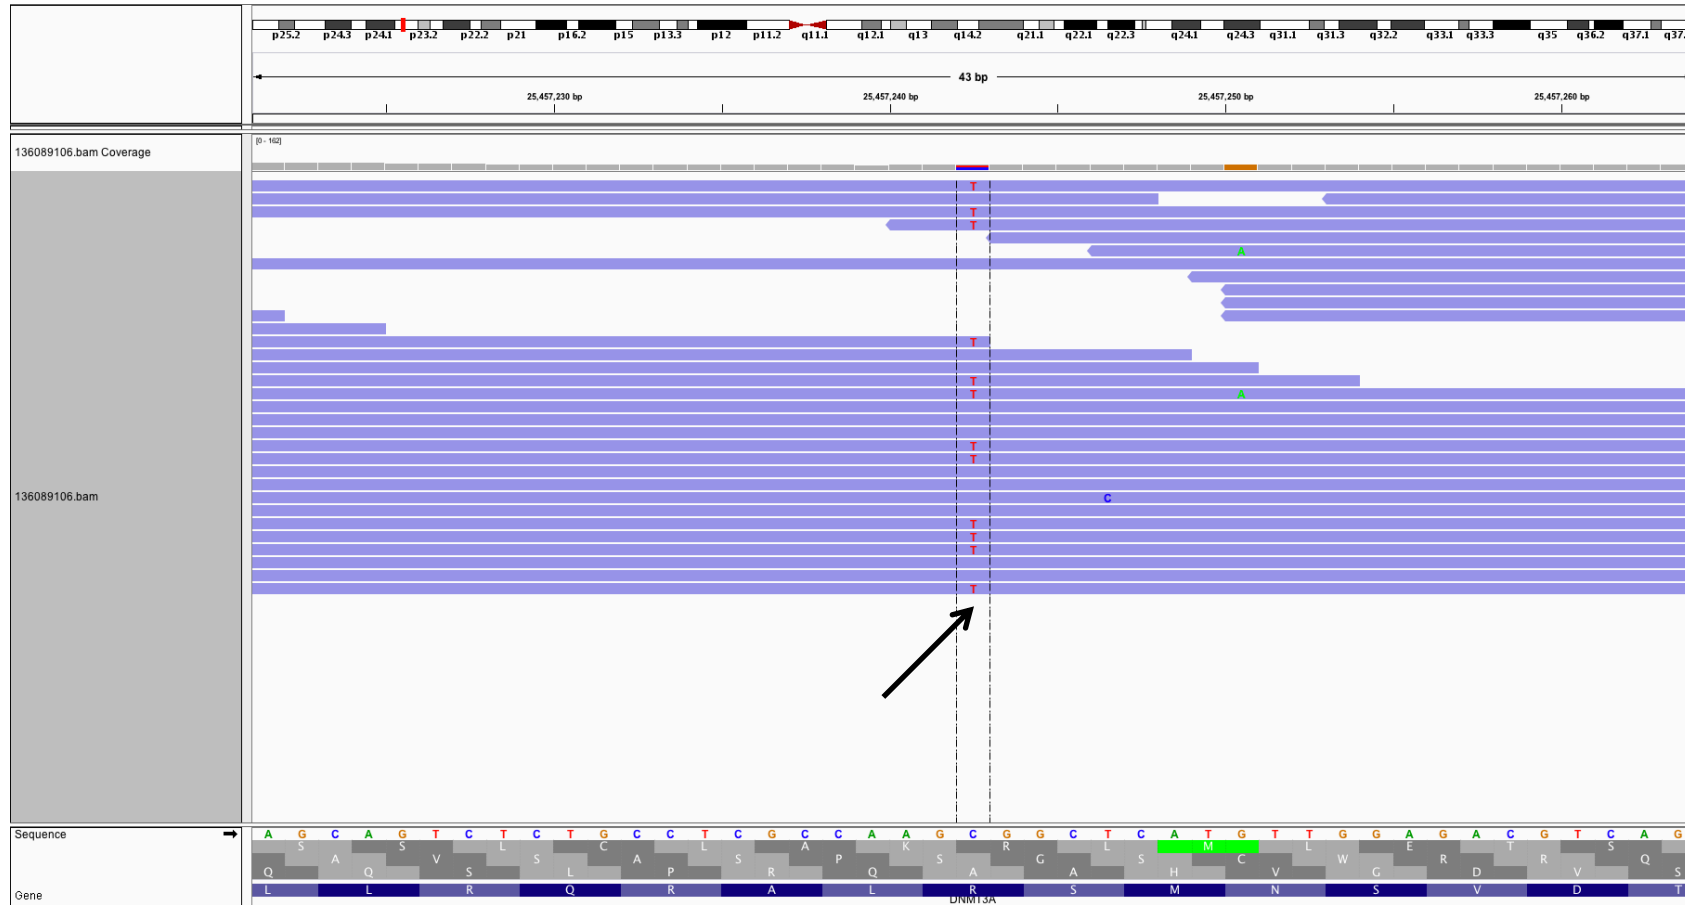 p25.2 p24.3 p24.1 p23.2 p22.2 p21 p16.2 p15 p13.3 p12 p11.2 q11.1 q12.1 q13 q14.2 q21.1 q22.1 q22.3 q24.1 q24.3 q31.1 q31.3 q32.2 q33.1 q33.3 q35 q36.2 q37.1 q37.
43 bp
25,457,230 bp 25,457,240 bp 25,457,250 bp 25,457,260 bp
[0 - 162]
136089106.bam Coverage
T
T
T
A
T
T
T A
T
T
136089106.bam
C
T
T
T
T
Sequence
A G C A G T C T C T G C C T C G C C A A G C G G C T C A T G T T G G A G A C G T C A G
S S L C L A K R L M L E T S
A V S A S P S G S C W R R Q
Q Q S L P R Q A A H V G D V S
Gene
L L R Q R A L R S M N S V D T
DNMT3A